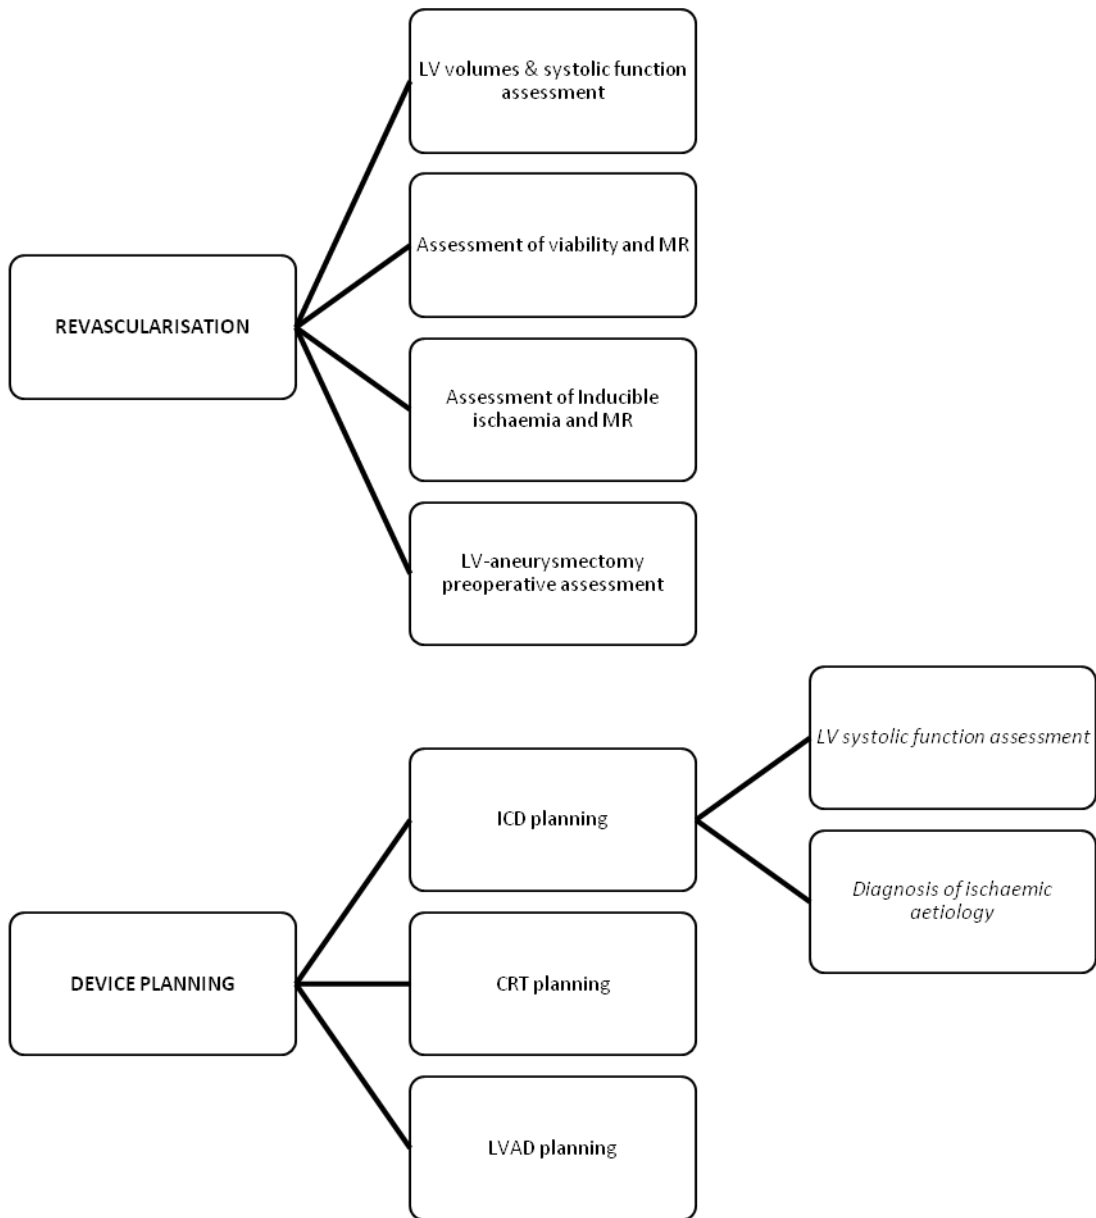 LV volumes & systolic function
assessment
Assessment of viability and MR
REVASCULARISATION
Assessment of Inducible
ischaemia and MR
LV-aneurysmectomy
preoperative assessment
LV systolic function assessment
ICD planning
Diagnosis of ischaemic
aetiology
DEVICE PLANNING
CRT planning
LVAD planning